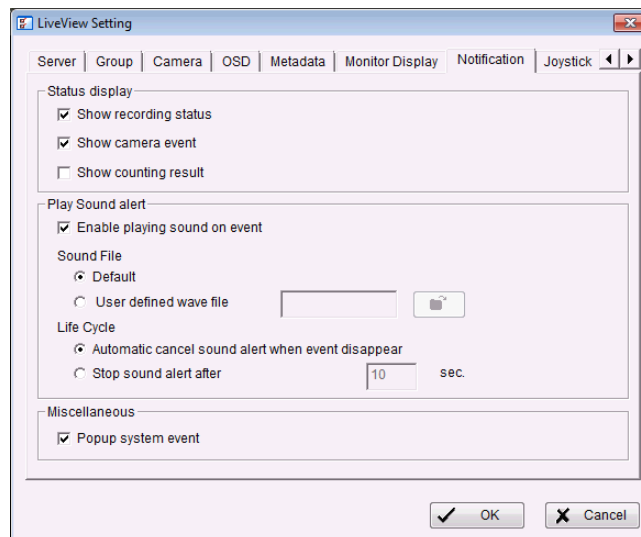 LiveView Setting
Server Group Camera OSD Metadata Monitor Display Notification Joystick
Status display
Show recording status
Show camera event
Show counting result
Play Sound alert
Enable playing sound on event
Sound File
Default
User defined wave file
Life Cycle
Automatic cancel sound alert when event disappear
Stop sound alert after 10 sec.
Miscellaneous
Popup system event
OK Cancel